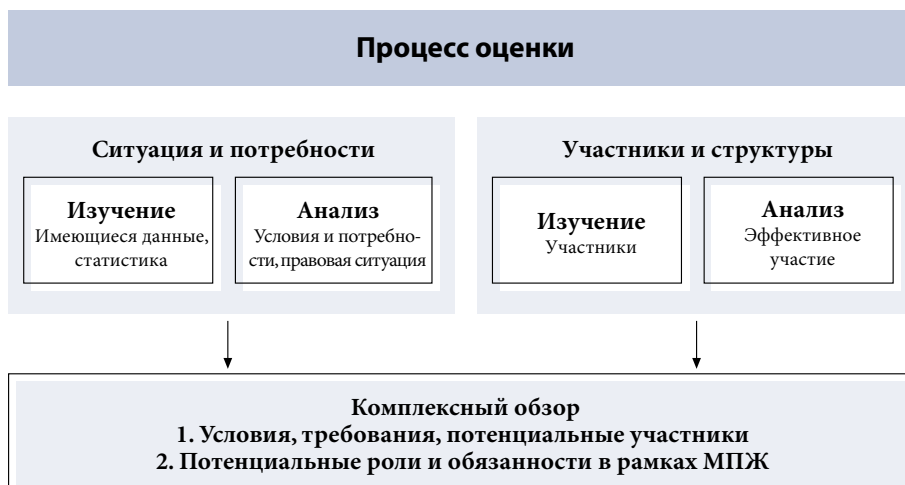 Процесс оценки
Ситуация и потребности
Изучение
Имеющиеся данные,
статистика
Анализ
Условия и потребно-
сти, правовая ситуация
Участники и структуры
Изучение
Участники
Анализ
Эффективное
участие
Комплексный обзор
1. Условия, требования, потенциальные участники
2. Потенциальные роли и обязанности в рамках МПЖ